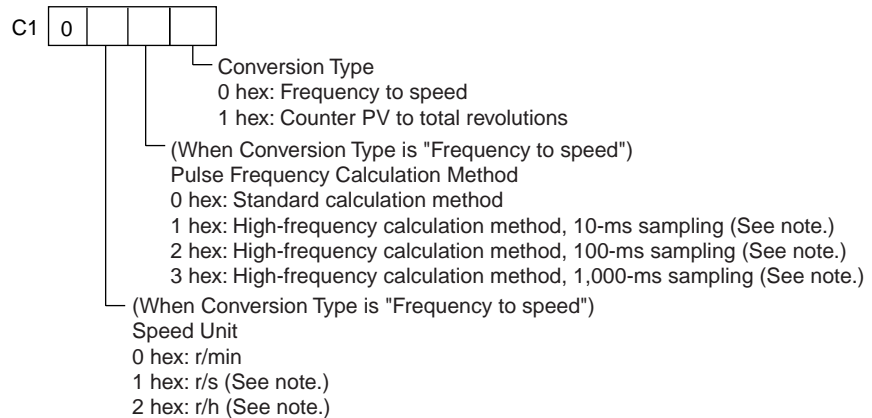 C1 0
Conversion Type
0 hex: Frequency to speed
1 hex: Counter PV to total revolutions
(When Conversion Type is "Frequency to speed")
Pulse Frequency Calculation Method
0 hex: Standard calculation method
1 hex: High-frequency calculation method, 10-ms sampling (See note.)
2 hex: High-frequency calculation method, 100-ms sampling (See note.)
3 hex: High-frequency calculation method, 1,000-ms sampling (See note.)
(When Conversion Type is "Frequency to speed")
Speed Unit
0 hex: r/min
1 hex: r/s (See note.)
2 hex: r/h (See note.)